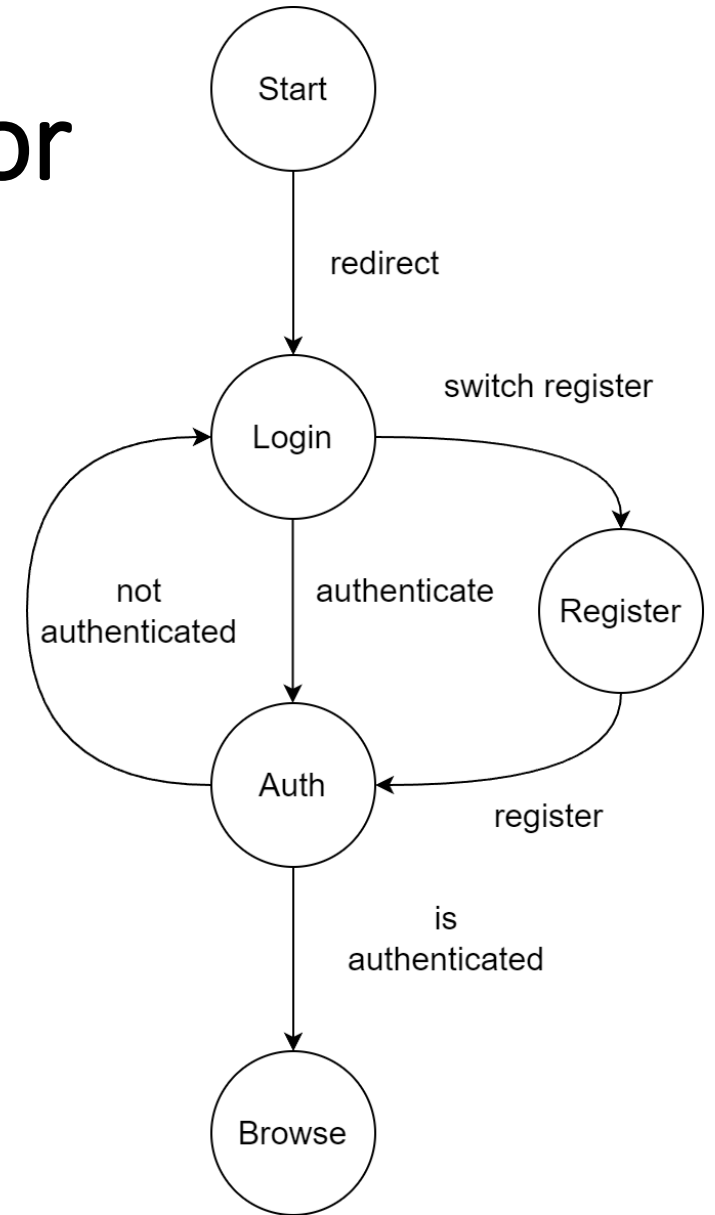 Start
or
redirect
switch register
Login
not
authenticated
authenticate
Register
Auth
register
is
authenticated
Browse